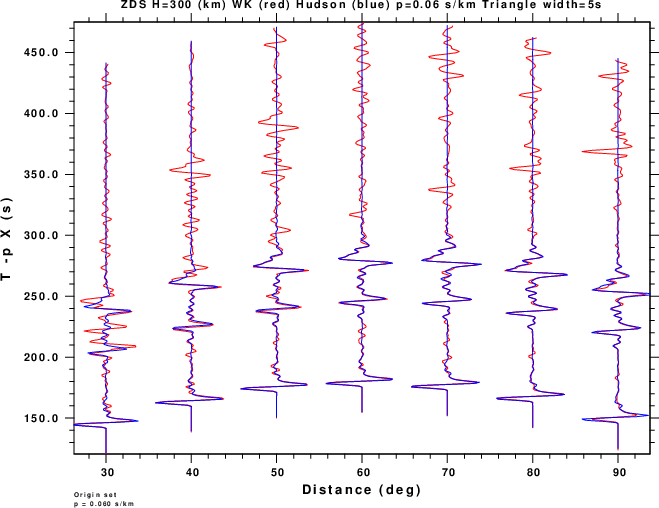 ZDS H=300 (km) WK (red) Hudson (blue) p=0.06 s/km Triangle width=5s
450.0
400.0
350.0
300.0
250.0
200.0
150.0
T -p X (s)
30 40 50 60 70 80 90
Distance (deg)
Origin set
p = 0.060 s/km